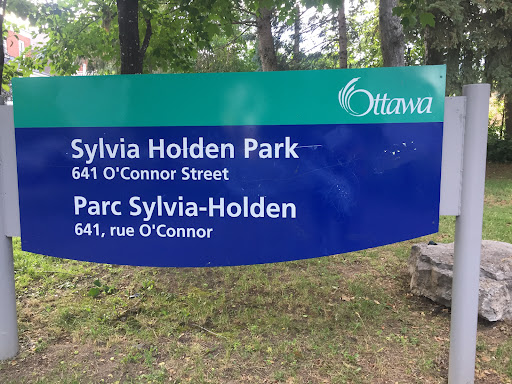 Ottawa
Sylvia Holden Park
641 O'Connor Street
Parc Sylvia-Holden
641, rue O'Connor